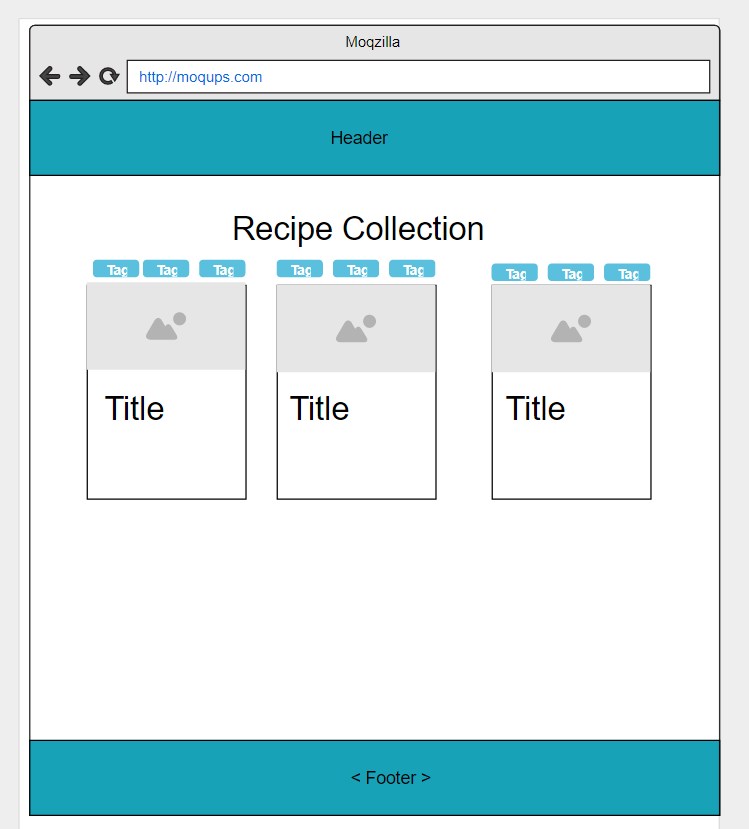 Moqzilla
http://moqups.com
Header
Recipe Collection
Tag Tag Tag Tag Tag Tag Tag Tag Tag
Title Title Title
< Footer >